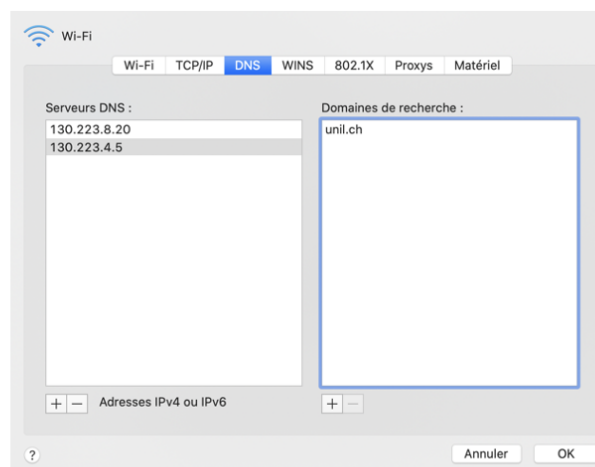 Wi-Fi
Wi-Fi TCP/IP DNS WINS 802.1X Proxys Matériel
Serveurs DNS : Domaines de recherche :
130.223.8.20 unil.ch
130.223.4.5
+ − Adresses IPv4 ou IPv6 + −
? Annuler OK